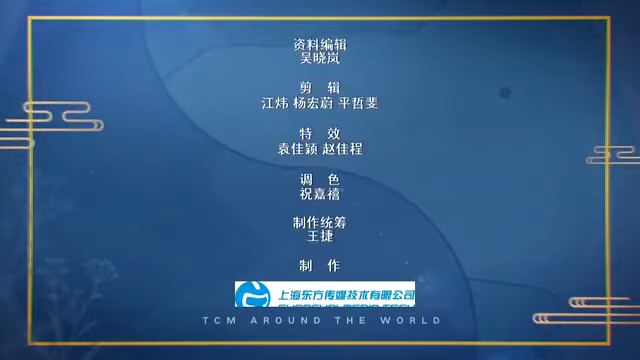 资料编辑
吴晓岚
剪 辑
江炜 杨宏蔚 平哲斐
特 效
袁佳颖 赵佳程
调 色
祝嘉禧
制作统筹
王捷
制 作
上海东方传媒技术有限公司
TCM AROUND THE WORLD